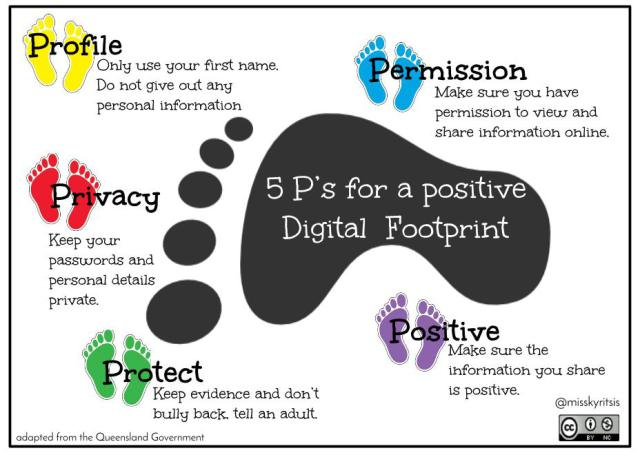 Profile
Only use your first name.
Do not give out any
personal information
Permission
Make sure you have
permission to view and
share information online.
5 P's for a positive
Digital Footprint
Privacy
Keep your
passwords and
personal details
private.
Positive
Make sure the
information you share
is positive.
Protect
Keep evidence and don't
bully back, tell an adult.
@misskyritsis
cc
BY NC
adapted from the Queensland Government